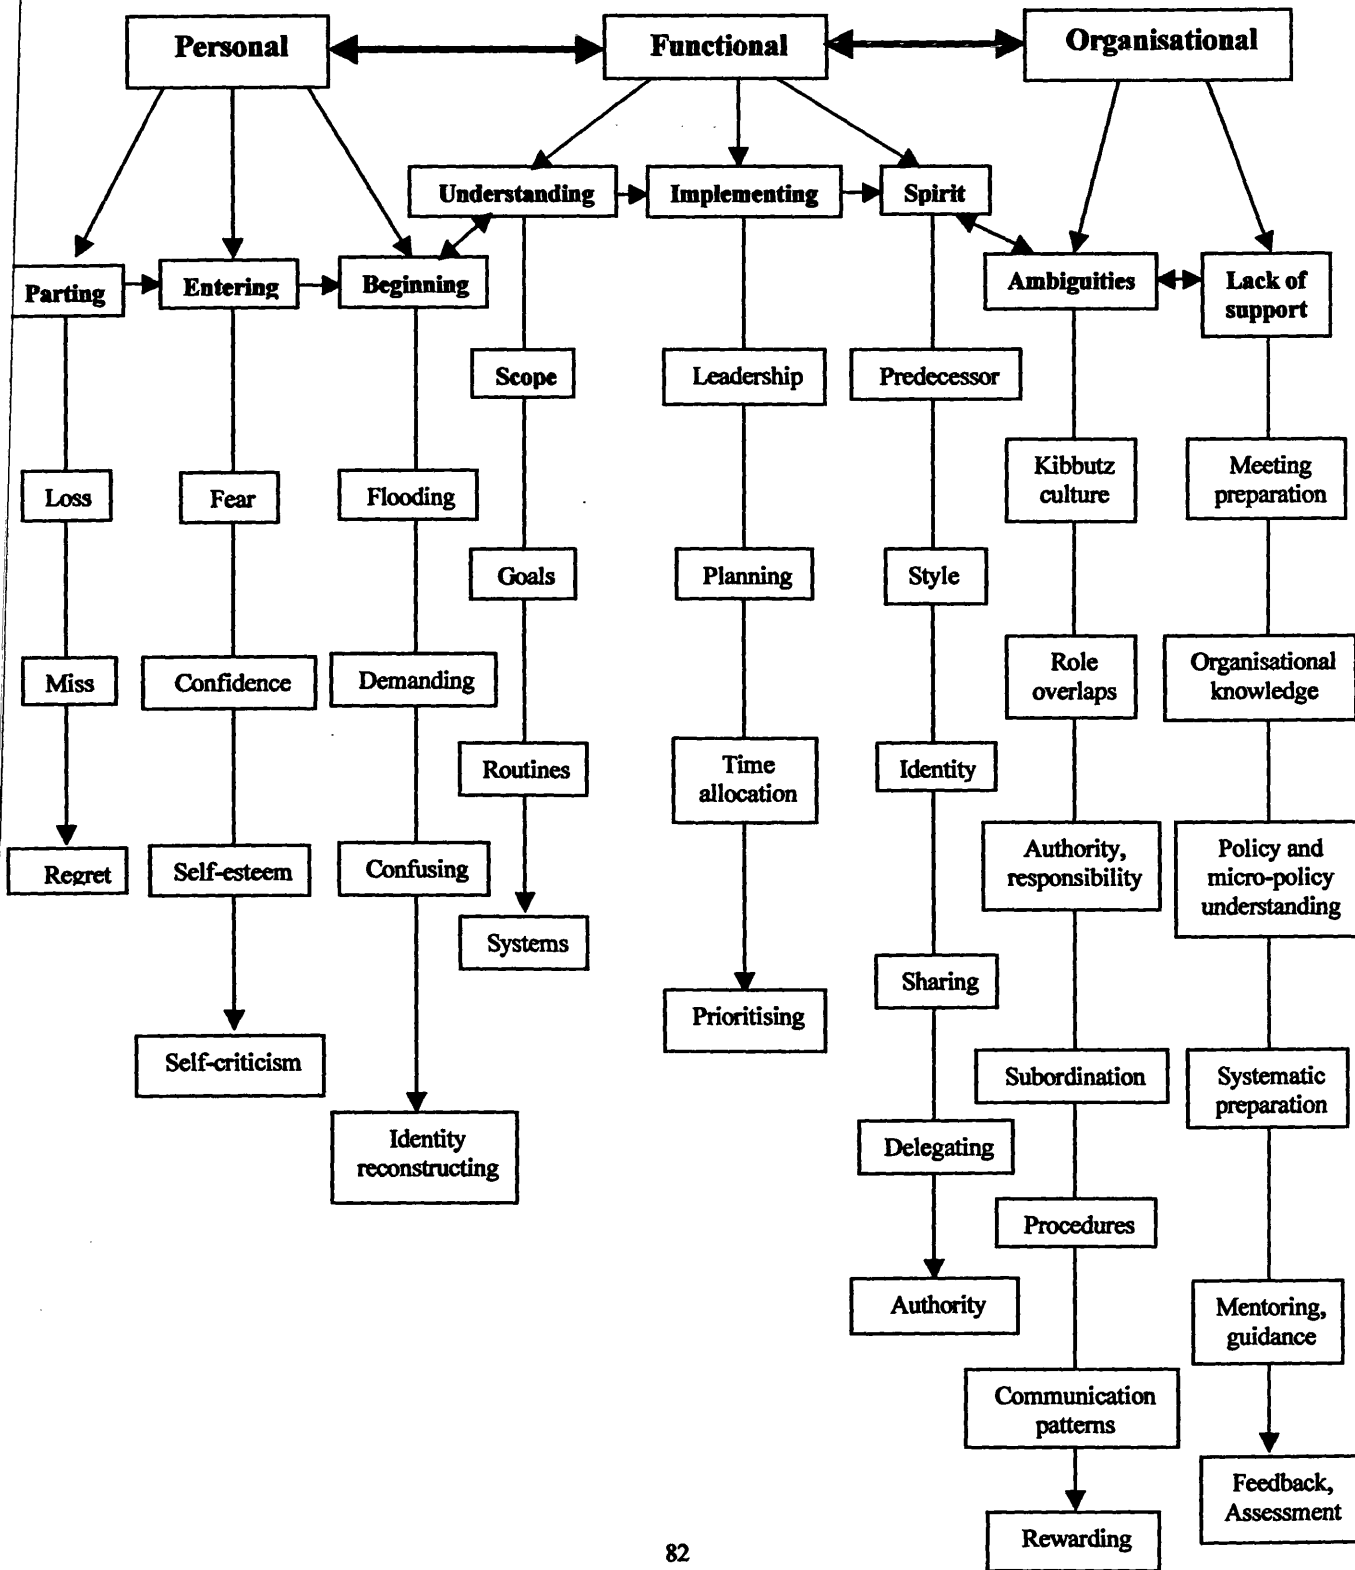 Personal
Functional
Organisational
Understanding
Implementing
Spirit
Parting
Entering
Beginning
Ambiguities
Lack of
support
Scope
Leadership
Predecessor
Kibbutz
culture
Meeting
preparation
Loss
Fear
Flooding
Goals
Planning
Style
Miss
Confidence
Demanding
Role
overlaps
Organisational
knowledge
Routines
Time
allocation
Identity
Authority,
responsibility
Policy and
micro-policy
understanding
Regret
Self-esteem
Confusing
Systems
Sharing
Prioritising
Self-criticism
Subordination
Systematic
preparation
Identity
reconstructing
Delegating
Procedures
Authority
Mentoring,
guidance
Communication
patterns
Feedback,
Assessment
Rewarding
82